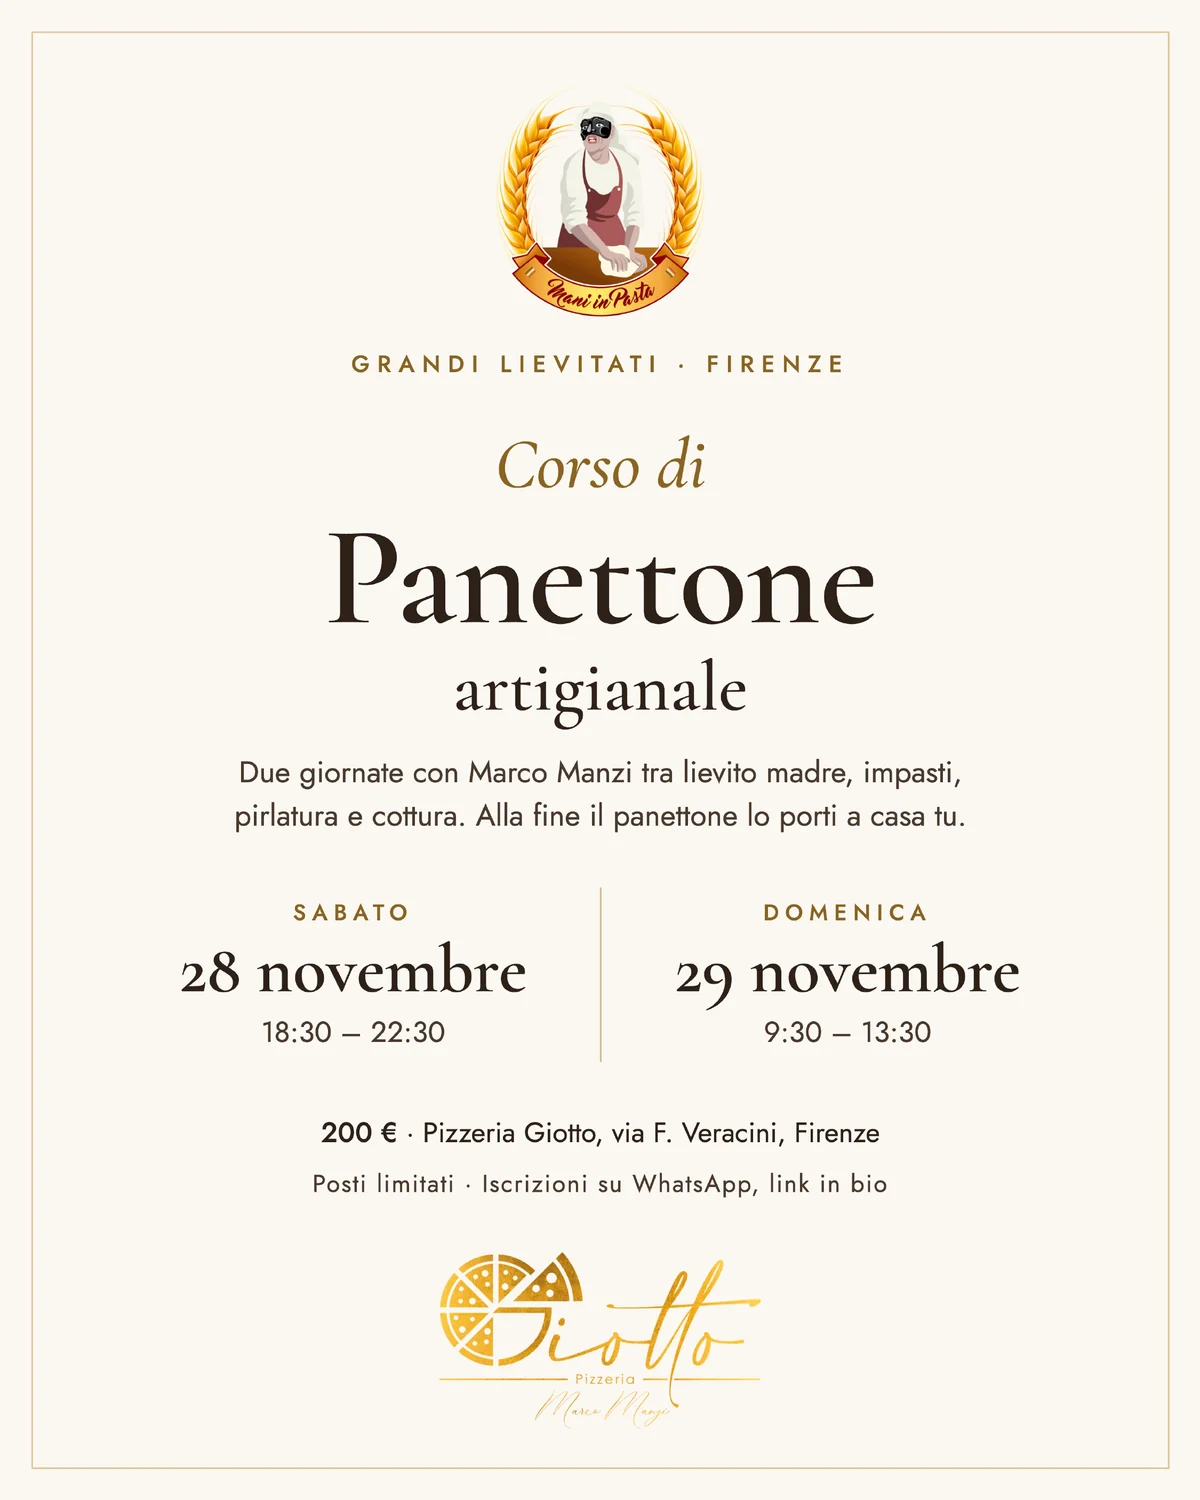 Mani in Pasta
GRANDI LIEVITATI · FIRENZE
Corso di
Panettone
artigianale
Due giornate con Marco Manzi tra lievito madre, impasti,
pirlatura e cottura. Alla fine il panettone lo porti a casa tu.
SABATO
28 novembre
18:30 – 22:30
DOMENICA
29 novembre
9:30 – 13:30
200 € · Pizzeria Giotto, via F. Veracini, Firenze
Posti limitati · Iscrizioni su WhatsApp, link in bio
Giotto
Pizzeria
Marco Manzi